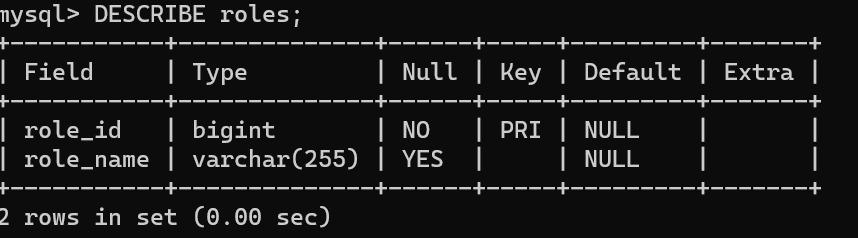 mysql> DESCRIBE roles;
+-----------+--------------+------+-----+---------+-------+
| Field     | Type         | Null | Key | Default | Extra |
+-----------+--------------+------+-----+---------+-------+
| role_id   | bigint       | NO   | PRI | NULL    |       |
| role_name | varchar(255) | YES  |     | NULL    |       |
+-----------+--------------+------+-----+---------+-------+
2 rows in set (0.00 sec)